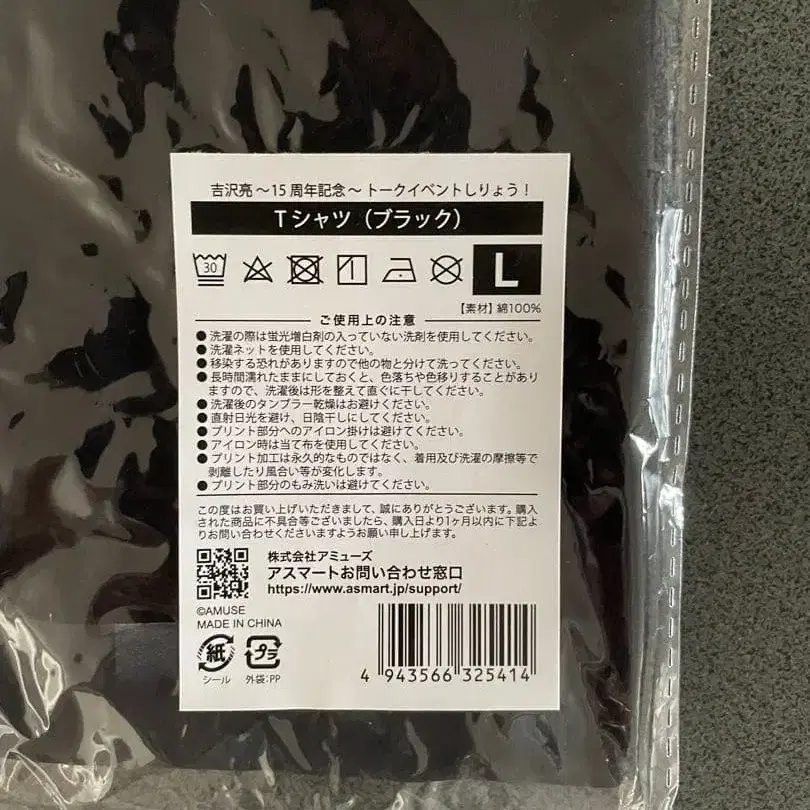 吉沢亮 〜15周年記念〜 トークイベントしりょう！
Tシャツ（ブラック）
30
L
【素材】綿100%
ご使用上の注意
●洗濯の際は蛍光増白剤の入っていない洗剤を使用してください。
●洗濯ネットを使用してください。
●移染する恐れがありますので他の物と分けて洗ってください。
●長時間濡れたままにしておくと、色落ちや色移りすることがあり
ますので、洗濯後は形を整えて直ぐに干してください。
●洗濯後のタンブラー乾燥はお避けください。
●直射日光を避け、日陰干しにしてください。
●プリント部分へのアイロン掛けは避けてください。
●アイロン時は当て布を使用してください。
●プリント加工は永久的なものではなく、着用及び洗濯の摩擦等で
剥離したり風合い等が変化します。
●プリント部分のもみ洗いは避けてください。
この度はお買い上げいただきまして、誠にありがとうございます。購入
された商品に不具合等ございましたら、購入日より1ヶ月以内に下記よ
りお問い合わせくださいますようお願い申し上げます。
株式会社アミューズ
アスマートお問い合わせ窓口
https://www.asmart.jp/support/
©AMUSE
MADE IN CHINA
紙
プラ
シール
外袋:PP
4 943566 325414